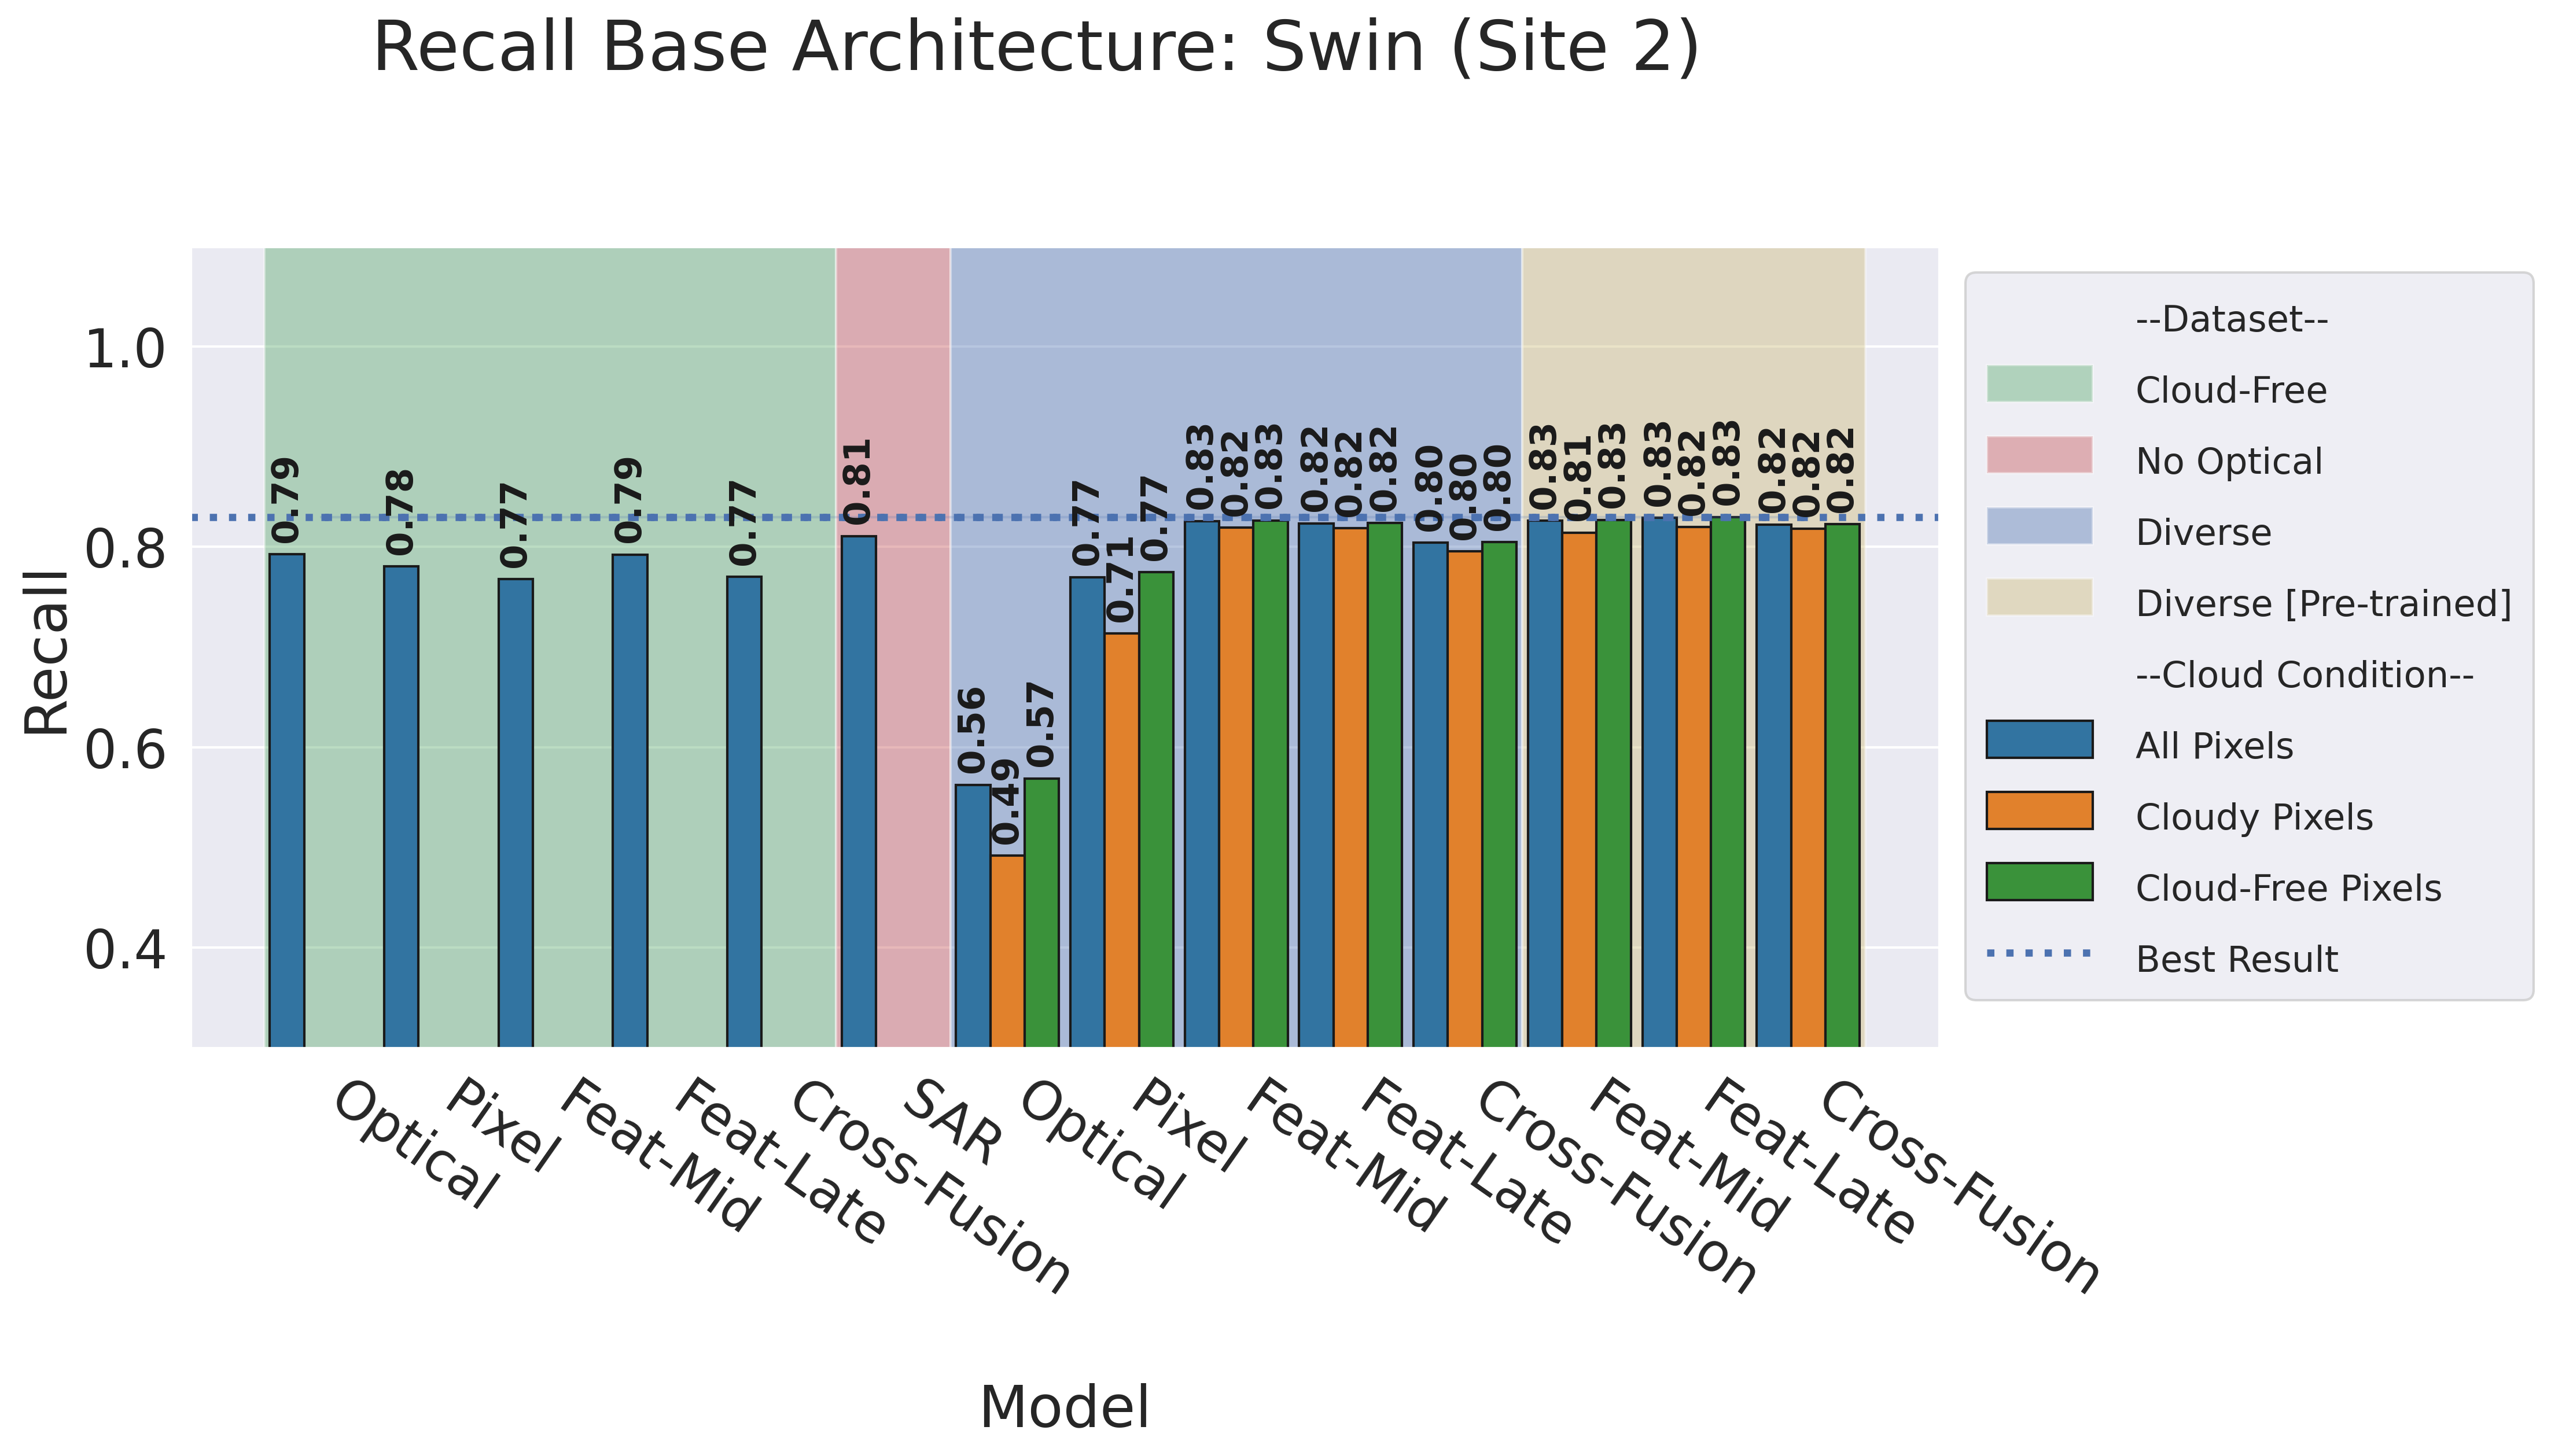 Recall Base Architecture: Swin (Site 2)
Recall
1.0
0.8
0.6
0.4
0.79
0.78
0.77
0.79
0.77
0.81
0.56
0.49
0.57
0.77
0.71
0.77
0.83
0.82
0.83
0.82
0.82
0.82
0.80
0.80
0.80
0.83
0.81
0.83
0.83
0.82
0.83
0.82
0.82
0.82
Optical
Pixel
Feat-Mid
Feat-Late
Cross-Fusion
SAR
Optical
Pixel
Feat-Mid
Feat-Late
Cross-Fusion
Feat-Mid
Feat-Late
Cross-Fusion
Model
--Dataset--
Cloud-Free
No Optical
Diverse
Diverse [Pre-trained]
--Cloud Condition--
All Pixels
Cloudy Pixels
Cloud-Free Pixels
Best Result